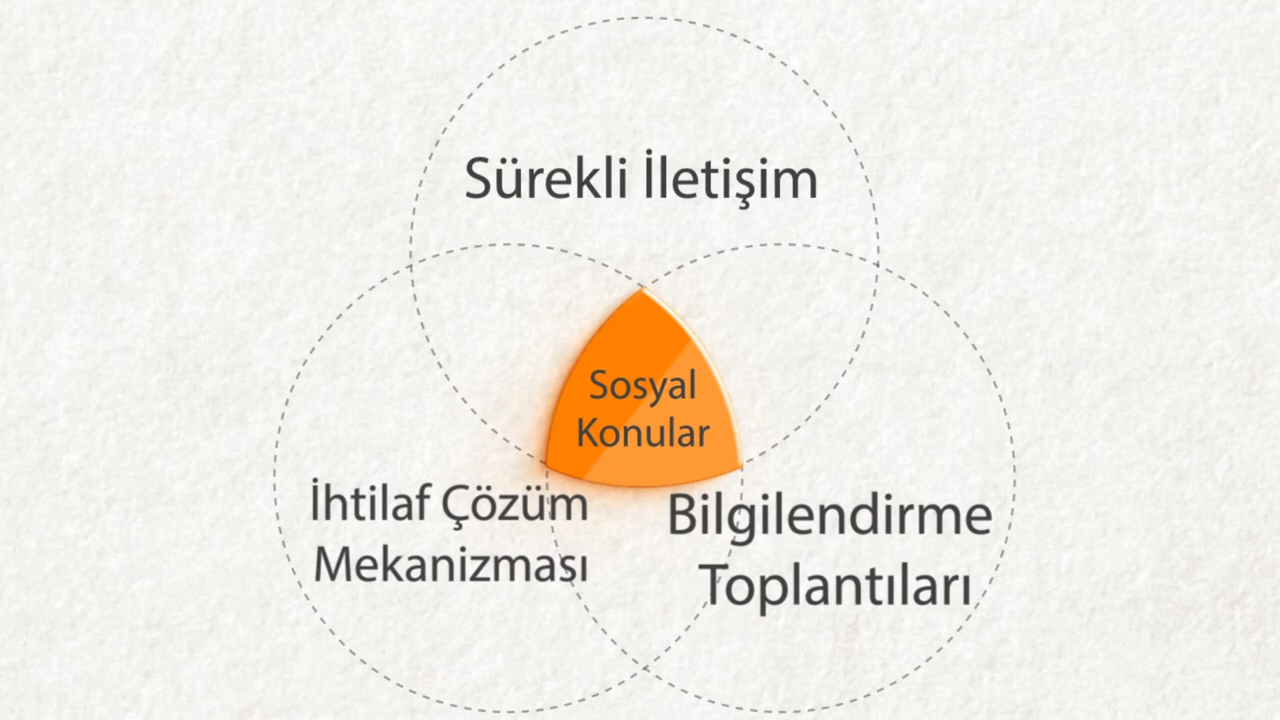 Sürekli İletişim
Sosyal
Konular
İhtilaf Çözüm
Mekanizması
Bilgilendirme
Toplantıları